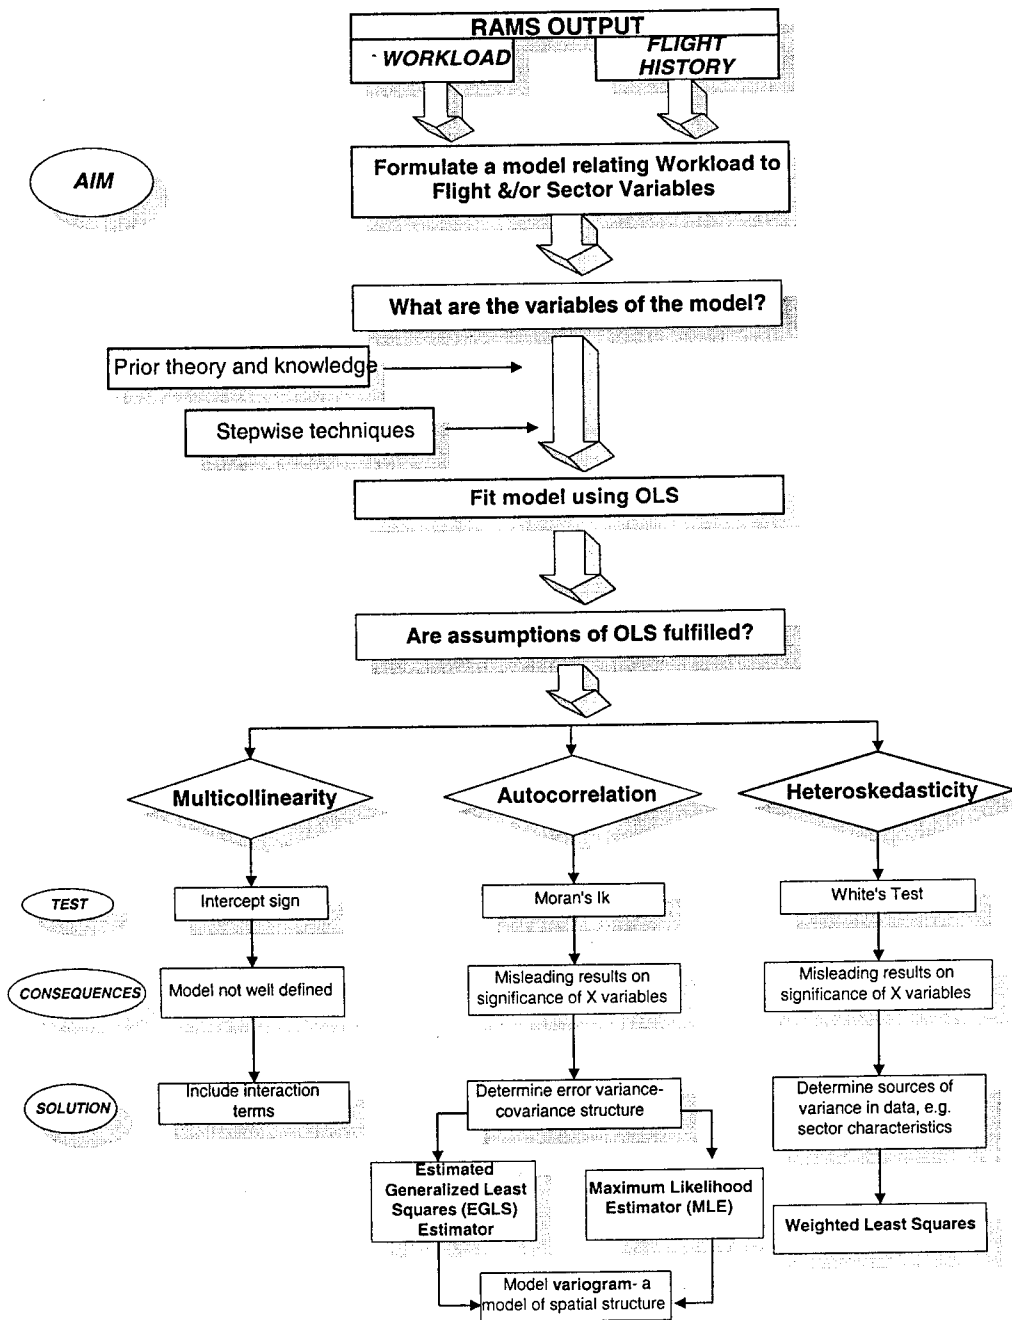 RAMS OUTPUT
WORKLOAD
FLIGHT
HISTORY
AIM
Formulate a model relating Workload to
Flight &/or Sector Variables
What are the variables of the model?
Prior theory and knowledge
Stepwise techniques
Fit model using OLS
Are assumptions of OLS fulfilled?
Multicollinearity
Autocorrelation
Heteroskedasticity
TEST
Intercept sign
Moran's Ik
White's Test
CONSEQUENCES
Model not well defined
Misleading results on
significance of X variables
Misleading results on
significance of X variables
SOLUTION
Include interaction
terms
Determine error variance-
covariance structure
Determine sources of
variance in data, e.g.
sector characteristics
Estimated
Generalized Least
Squares (EGLS)
Estimator
Maximum Likelihood
Estimator (MLE)
Weighted Least Squares
Model variogram- a
model of spatial structure